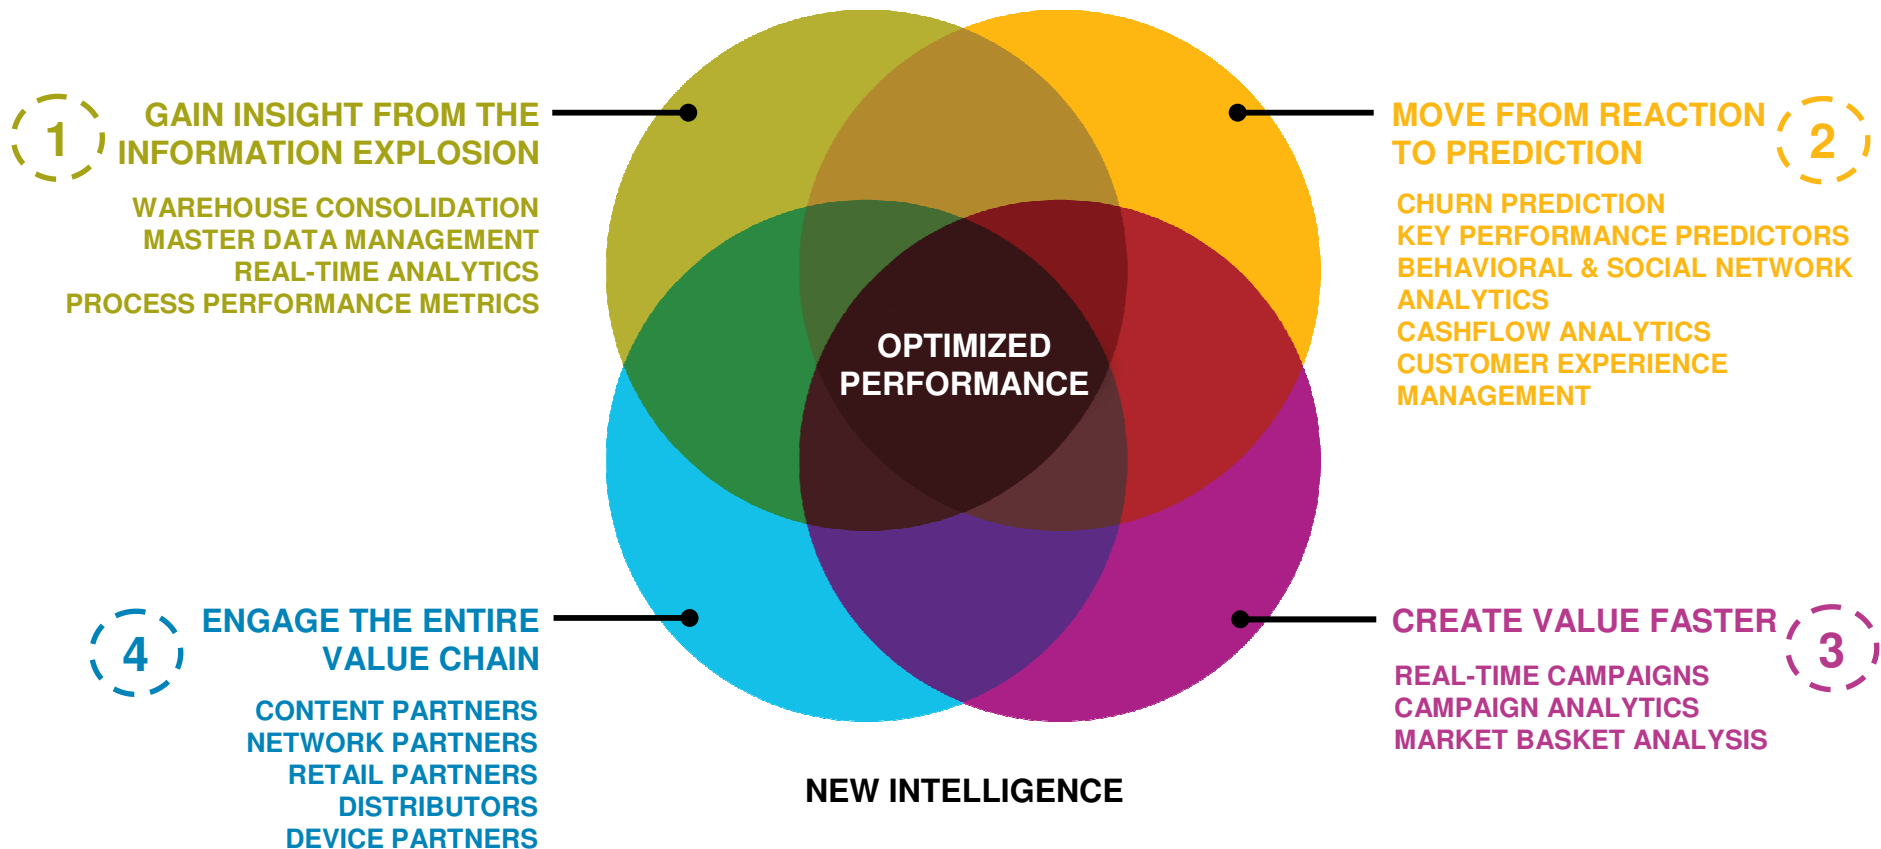 1
GAIN INSIGHT FROM THE
INFORMATION EXPLOSION
WAREHOUSE CONSOLIDATION
MASTER DATA MANAGEMENT
REAL-TIME ANALYTICS
PROCESS PERFORMANCE METRICS
MOVE FROM REACTION
TO PREDICTION
2
CHURN PREDICTION
KEY PERFORMANCE PREDICTORS
BEHAVIORAL & SOCIAL NETWORK
ANALYTICS
CASHFLOW ANALYTICS
CUSTOMER EXPERIENCE
MANAGEMENT
OPTIMIZED
PERFORMANCE
4
ENGAGE THE ENTIRE
VALUE CHAIN
CONTENT PARTNERS
NETWORK PARTNERS
RETAIL PARTNERS
DISTRIBUTORS
DEVICE PARTNERS
CREATE VALUE FASTER
3
REAL-TIME CAMPAIGNS
CAMPAIGN ANALYTICS
MARKET BASKET ANALYSIS
NEW INTELLIGENCE